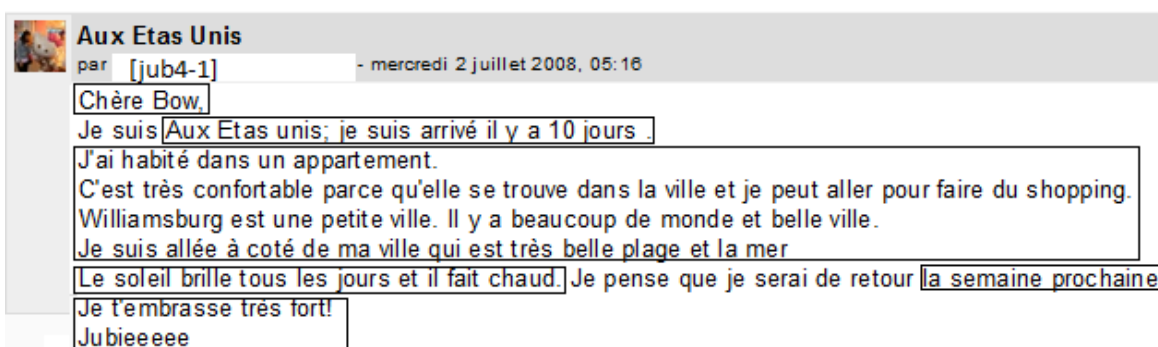 Aux Etas Unis
par [jub4-1] - mercredi 2 juillet 2008, 05:16
Chère Bow,
Je suis Aux Etas unis; je suis arrivé il y a 10 jours .
J'ai habité dans un appartement.
C'est très confortable parce qu'elle se trouve dans la ville et je peut aller pour faire du shopping.
Williamsburg est une petite ville. Il y a beaucoup de monde et belle ville.
Je suis allée à coté de ma ville qui est très belle plage et la mer
Le soleil brille tous les jours et il fait chaud. Je pense que je serai de retour la semaine prochaine
Je t'embrasse très fort!
Jubieeeee